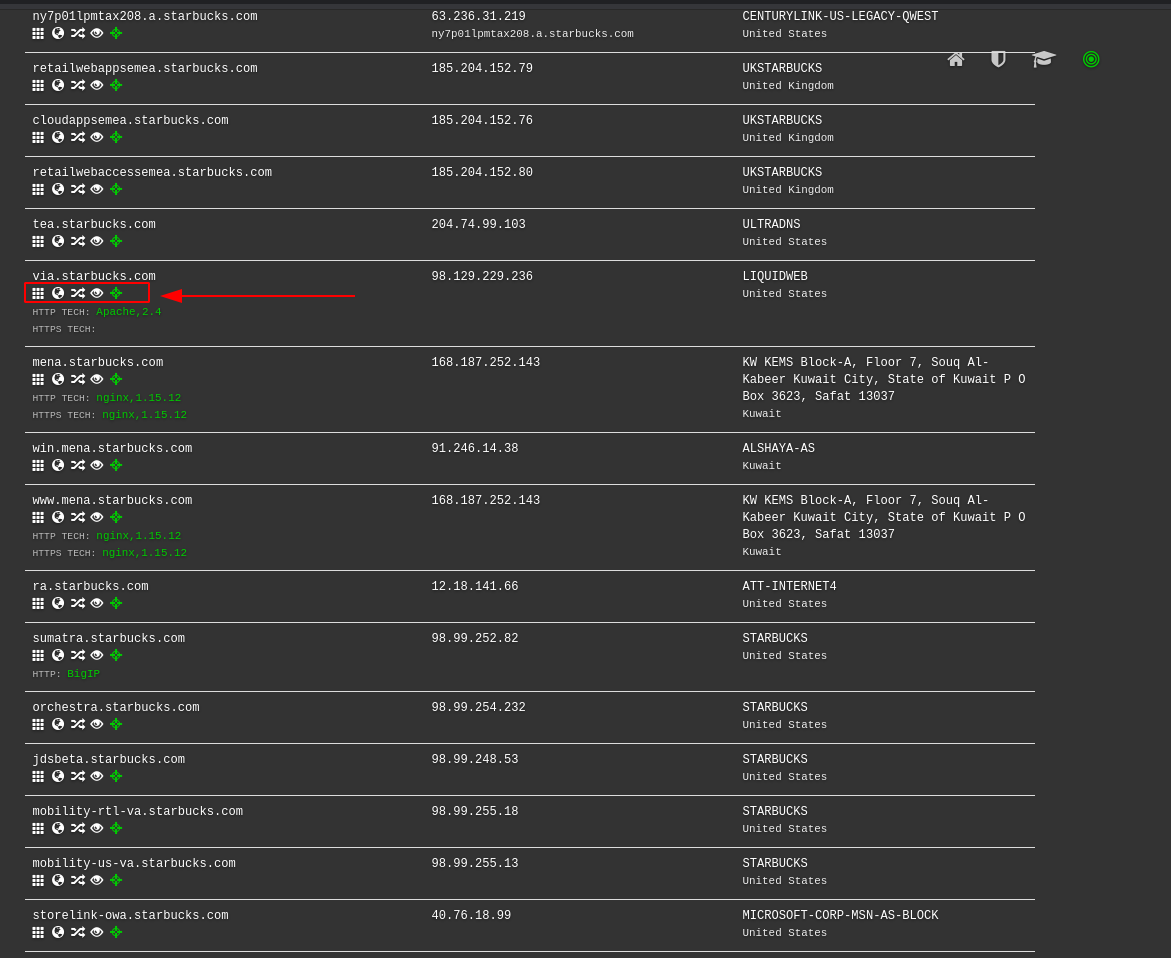 ny7p01lpmtax208.a.starbucks.com 63.236.31.219 CENTURYLINK-US-LEGACY-QWEST
ny7p01lpmtax208.a.starbucks.com United States
retailwebappsemea.starbucks.com 185.204.152.79 UKSTARBUCKS
United Kingdom
cloudappsemea.starbucks.com 185.204.152.76 UKSTARBUCKS
United Kingdom
retailwebaccessemea.starbucks.com 185.204.152.80 UKSTARBUCKS
United Kingdom
tea.starbucks.com 204.74.99.103 ULTRADNS
United States
via.starbucks.com 98.129.229.236 LIQUIDWEB
United States
HTTP TECH: Apache,2.4
HTTPS TECH:
mena.starbucks.com 168.187.252.143 KW KEMS Block-A, Floor 7, Souq Al-
Kabeer Kuwait City, State of Kuwait P O
HTTP TECH: nginx,1.15.12 Box 3623, Safat 13037
HTTPS TECH: nginx,1.15.12 Kuwait
win.mena.starbucks.com 91.246.14.38 ALSHAYA-AS
Kuwait
www.mena.starbucks.com 168.187.252.143 KW KEMS Block-A, Floor 7, Souq Al-
Kabeer Kuwait City, State of Kuwait P O
HTTP TECH: nginx,1.15.12 Box 3623, Safat 13037
HTTPS TECH: nginx,1.15.12 Kuwait
ra.starbucks.com 12.18.141.66 ATT-INTERNET4
United States
sumatra.starbucks.com 98.99.252.82 STARBUCKS
United States
HTTP: BigIP
orchestra.starbucks.com 98.99.254.232 STARBUCKS
United States
jdsbeta.starbucks.com 98.99.248.53 STARBUCKS
United States
mobility-rtl-va.starbucks.com 98.99.255.18 STARBUCKS
United States
mobility-us-va.starbucks.com 98.99.255.13 STARBUCKS
United States
storelink-owa.starbucks.com 40.76.18.99 MICROSOFT-CORP-MSN-AS-BLOCK
United States